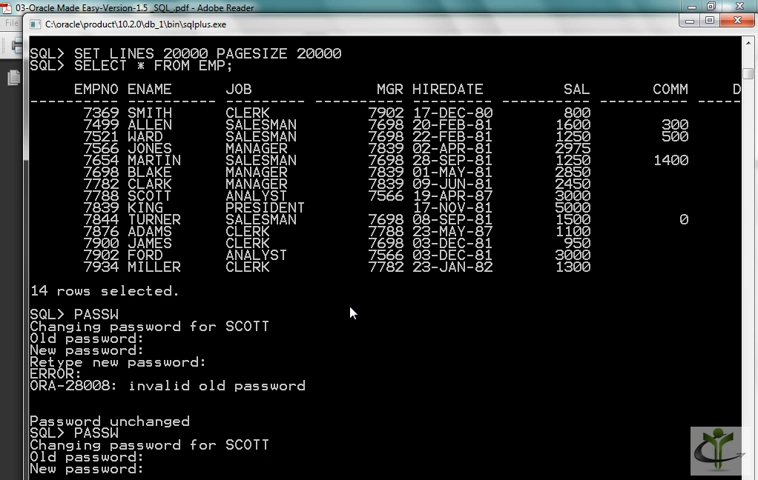 03-Oracle Made Easy-Version-1.5_SQL_.pdf - Adobe Reader
C:\oracle\product\10.2.0\db_1\bin\sqlplus.exe
SQL> SET LINES 20000 PAGESIZE 20000
SQL> SELECT * FROM EMP;
EMPNO ENAME JOB MGR HIREDATE SAL COMM D
7369 SMITH CLERK 7902 17-DEC-80 800
7499 ALLEN SALESMAN 7698 20-FEB-81 1600 300
7521 WARD SALESMAN 7698 22-FEB-81 1250 500
7566 JONES MANAGER 7839 02-APR-81 2975
7654 MARTIN SALESMAN 7698 28-SEP-81 1250 1400
7698 BLAKE MANAGER 7839 01-MAY-81 2850
7782 CLARK MANAGER 7839 09-JUN-81 2450
7788 SCOTT ANALYST 7566 19-APR-87 3000
7839 KING PRESIDENT 17-NOV-81 5000
7844 TURNER SALESMAN 7698 08-SEP-81 1500 0
7876 ADAMS CLERK 7788 23-MAY-87 1100
7900 JAMES CLERK 7698 03-DEC-81 950
7902 FORD ANALYST 7566 03-DEC-81 3000
7934 MILLER CLERK 7782 23-JAN-82 1300
14 rows selected.
SQL> PASSW
Changing password for SCOTT
Old password:
New password:
Retype new password:
ERROR:
ORA-28008: invalid old password
Password unchanged
SQL> PASSW
Changing password for SCOTT
Old password:
New password: